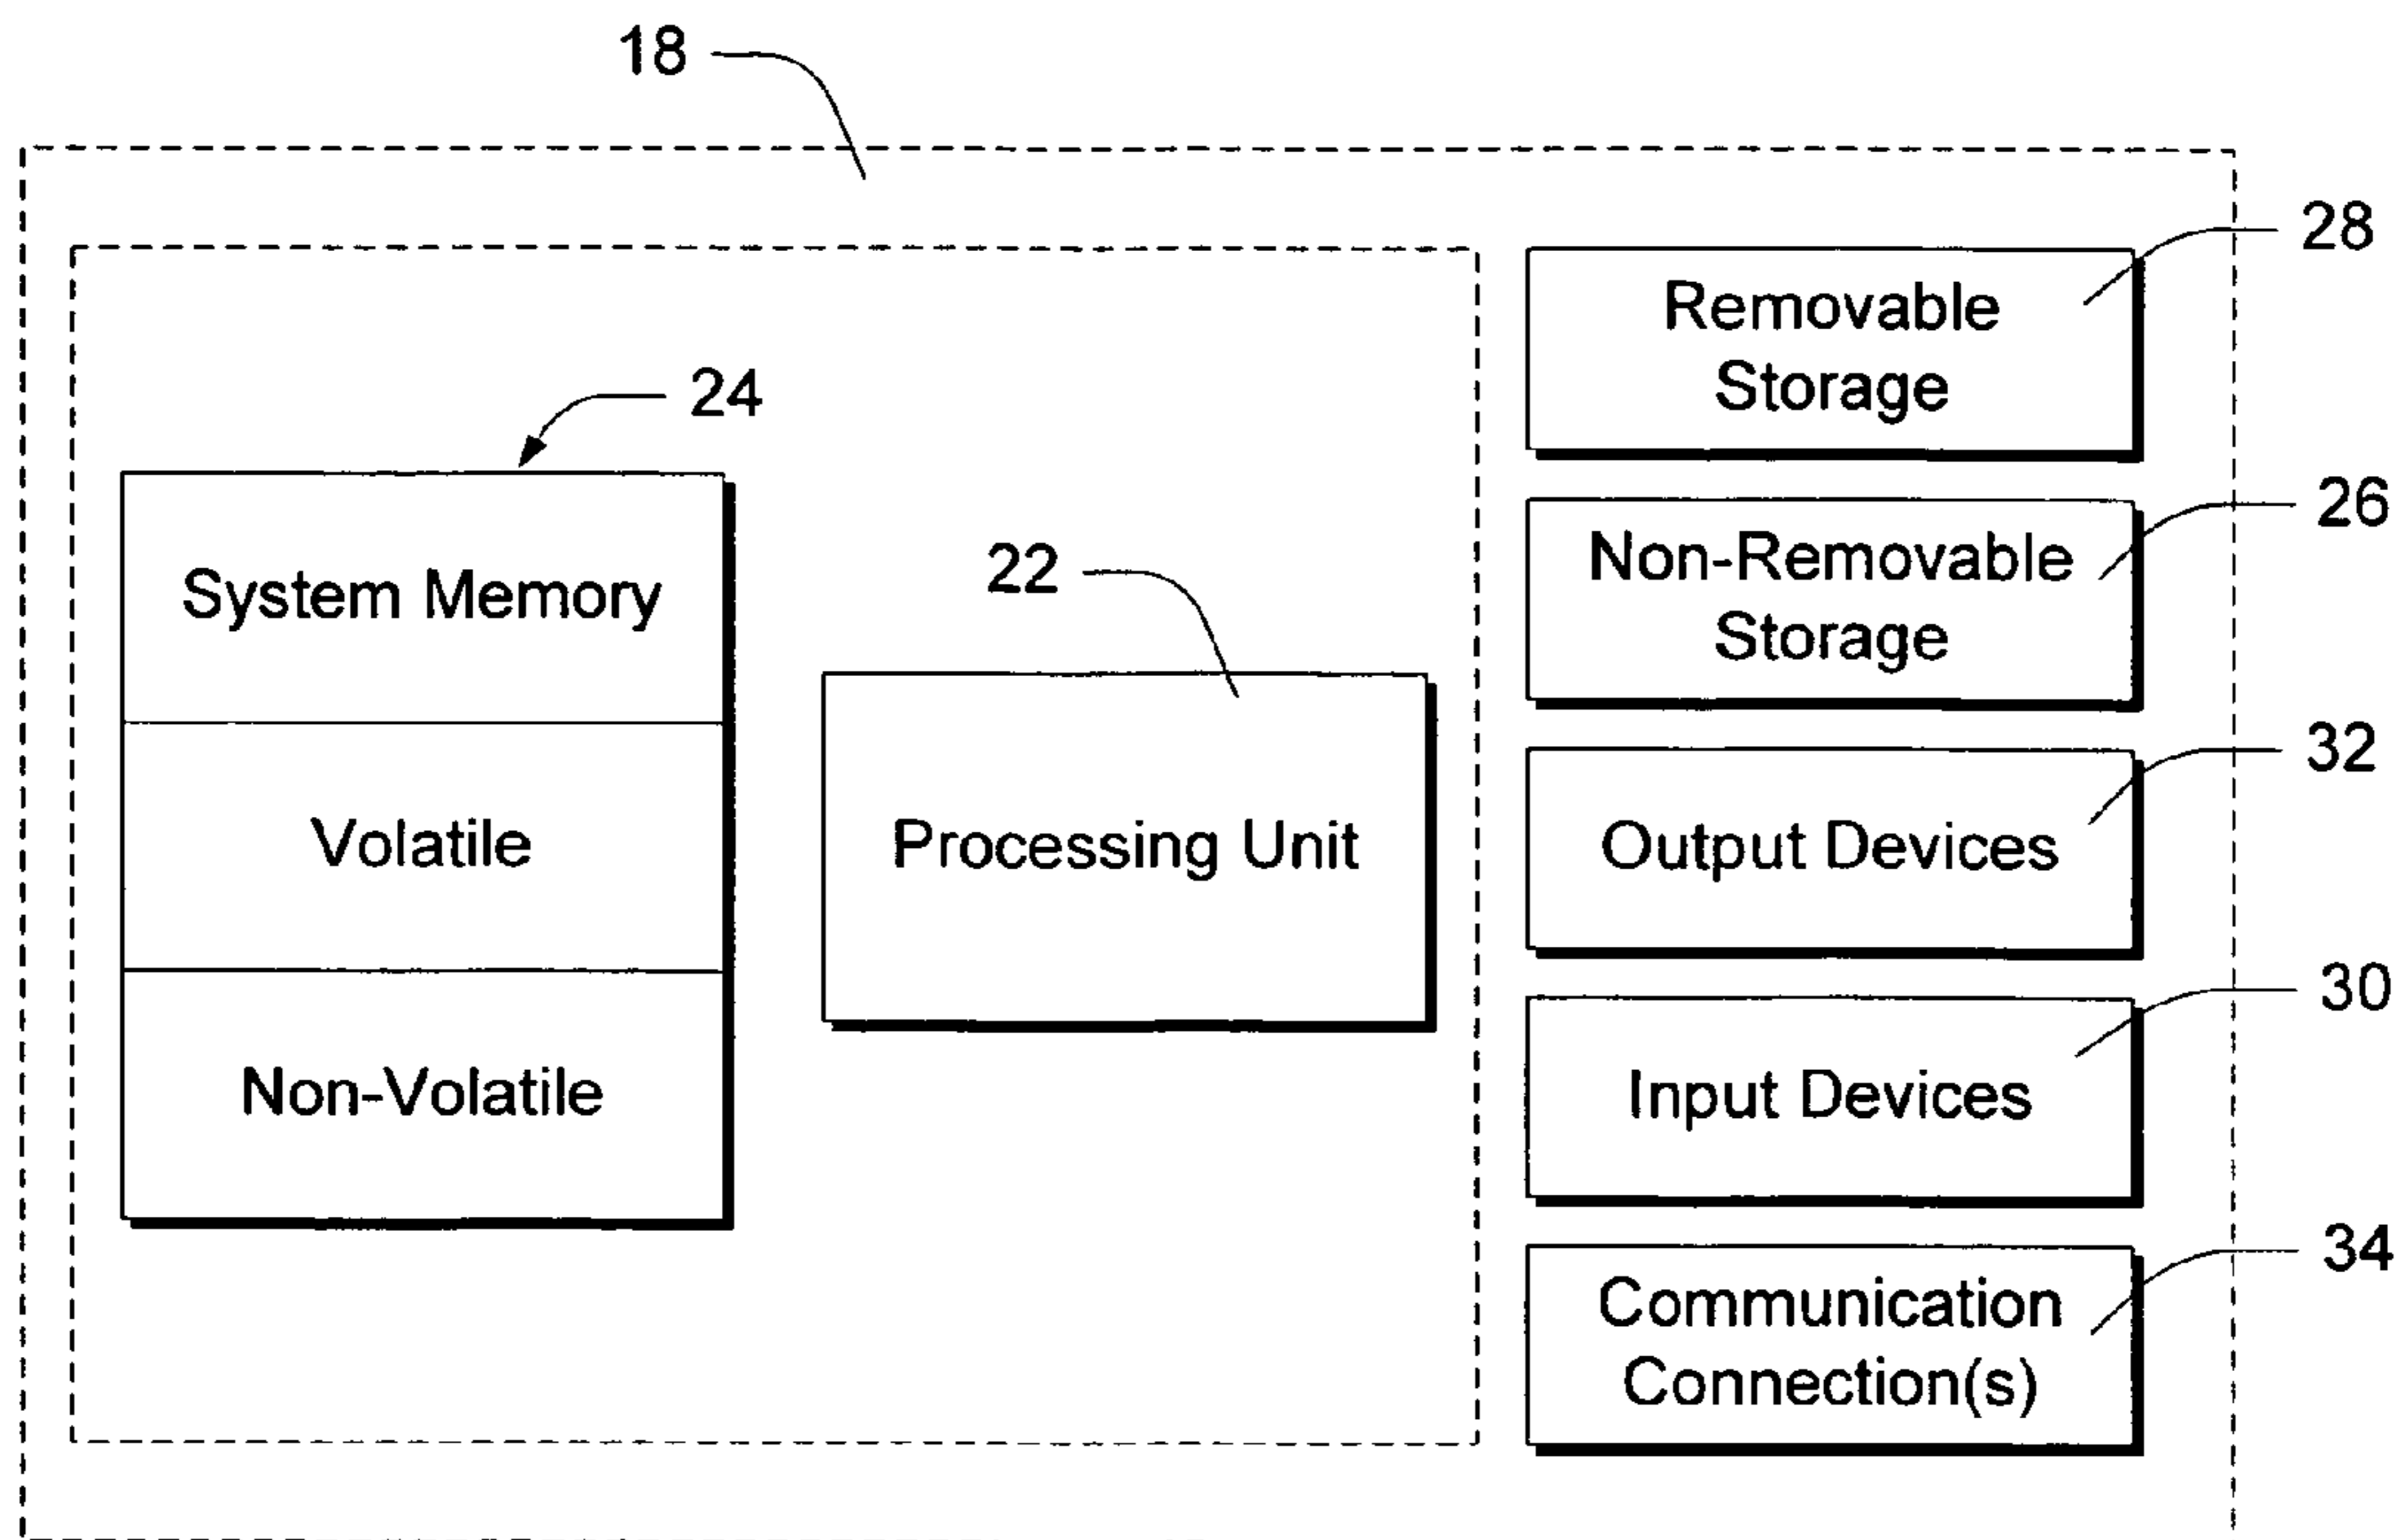 18
28
Removable
Storage
24
26
Non-Removable
Storage
System Memory
22
32
Volatile
Processing Unit
Output Devices
30
Non-Volatile
Input Devices
34
Communication
Connection(s)